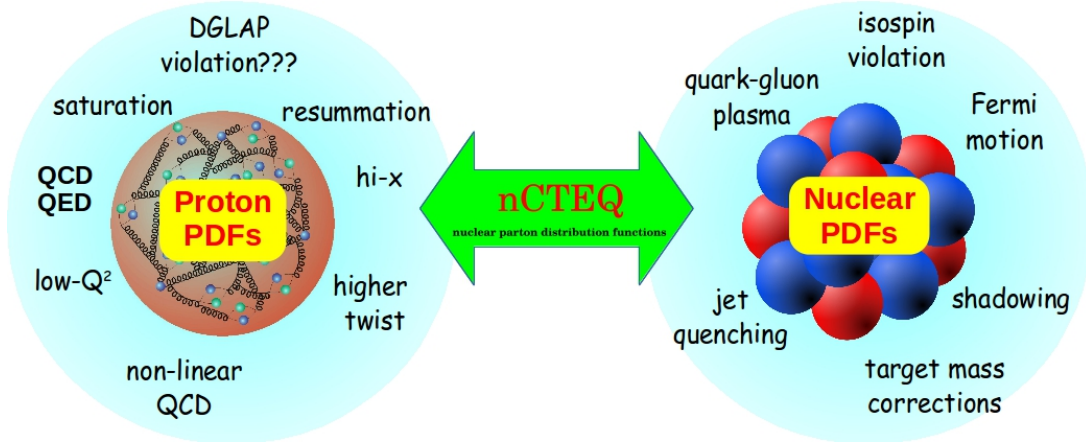 DGLAP
violation???
saturation
resummation
QCD
QED
Proton
PDFs
hi-x
low-Q²
higher
twist
non-linear
QCD
nCTEQ
nuclear parton distribution functions
isospin
violation
quark-gluon
plasma
Fermi
motion
Nuclear
PDFs
jet
quenching
shadowing
target mass
corrections